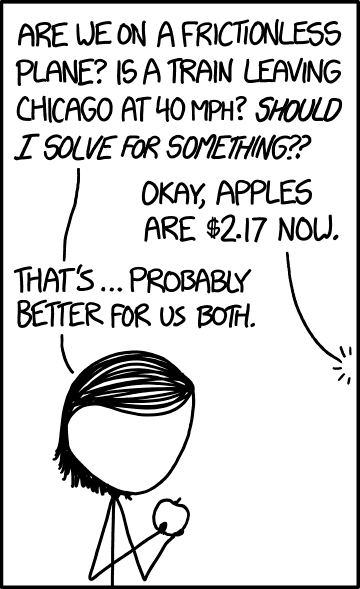 ARE WE ON A FRICTIONLESS
PLANE? IS A TRAIN LEAVING
CHICAGO AT 40 MPH? SHOULD
I SOLVE FOR SOMETHING??
OKAY, APPLES
ARE $2.17 NOW.
THAT'S... PROBABLY
BETTER FOR US BOTH.